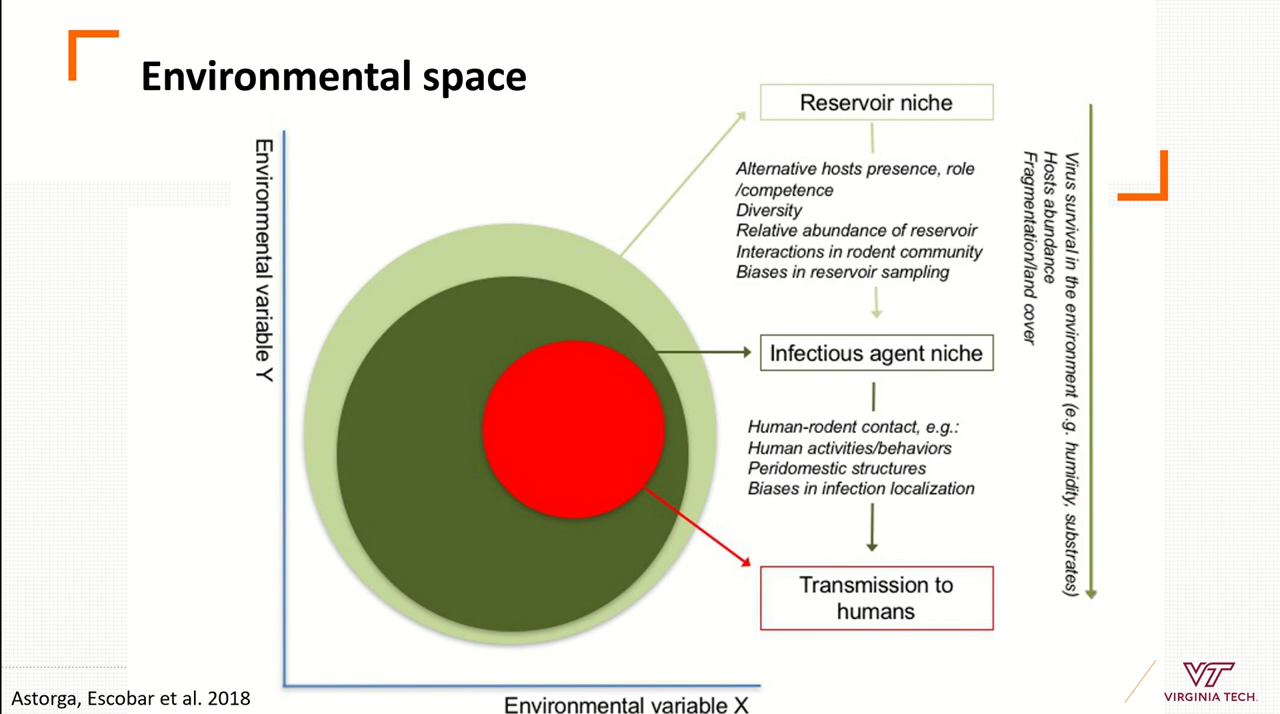 Environmental space
Environmental variable Y
Reservoir niche
Alternative hosts presence, role
/competence
Diversity
Relative abundance of reservoir
Interactions in rodent community
Biases in reservoir sampling
Infectious agent niche
Human-rodent contact, e.g.:
Human activities/behaviors
Peridomestic structures
Biases in infection localization
Transmission to
humans
Virus survival in the environment (e.g. humidity, substrates)
Hosts abundance
Fragmentation/land cover
Environmental variable X
Astorga, Escobar et al. 2018
VT
VIRGINIA TECH.